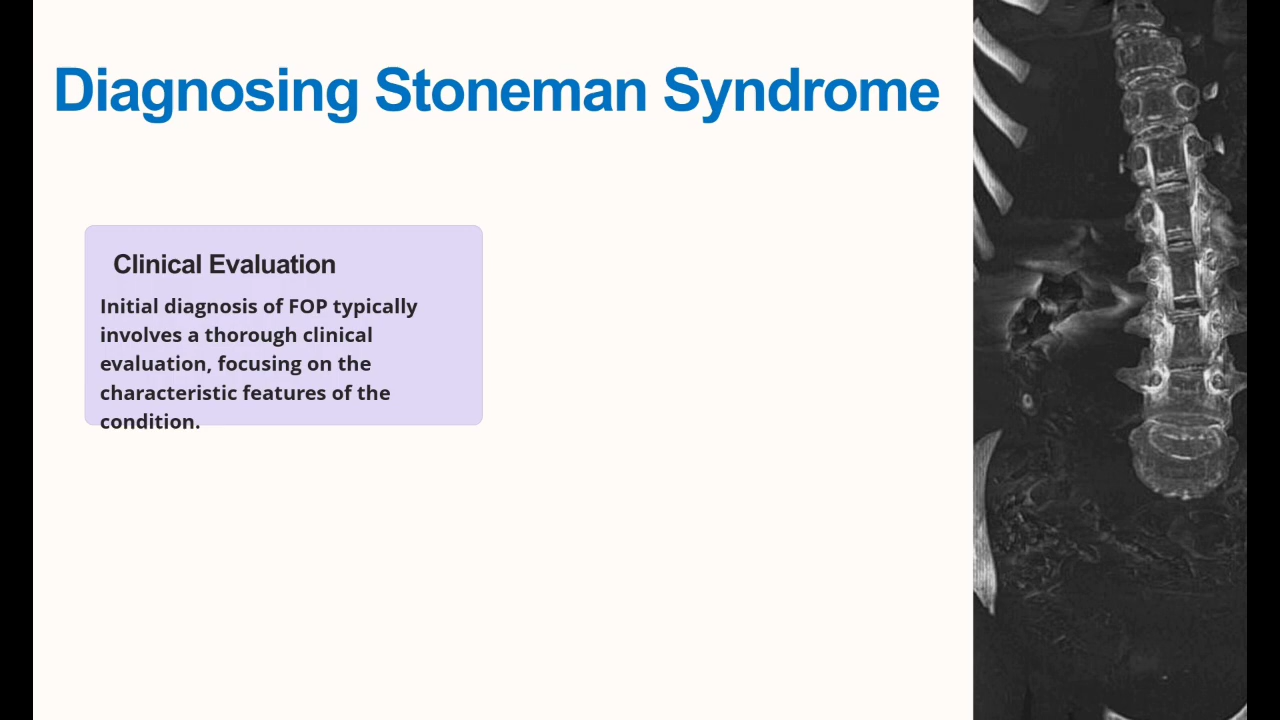 Diagnosing Stoneman Syndrome
Clinical Evaluation
Initial diagnosis of FOP typically
involves a thorough clinical
evaluation, focusing on the
characteristic features of the
condition.